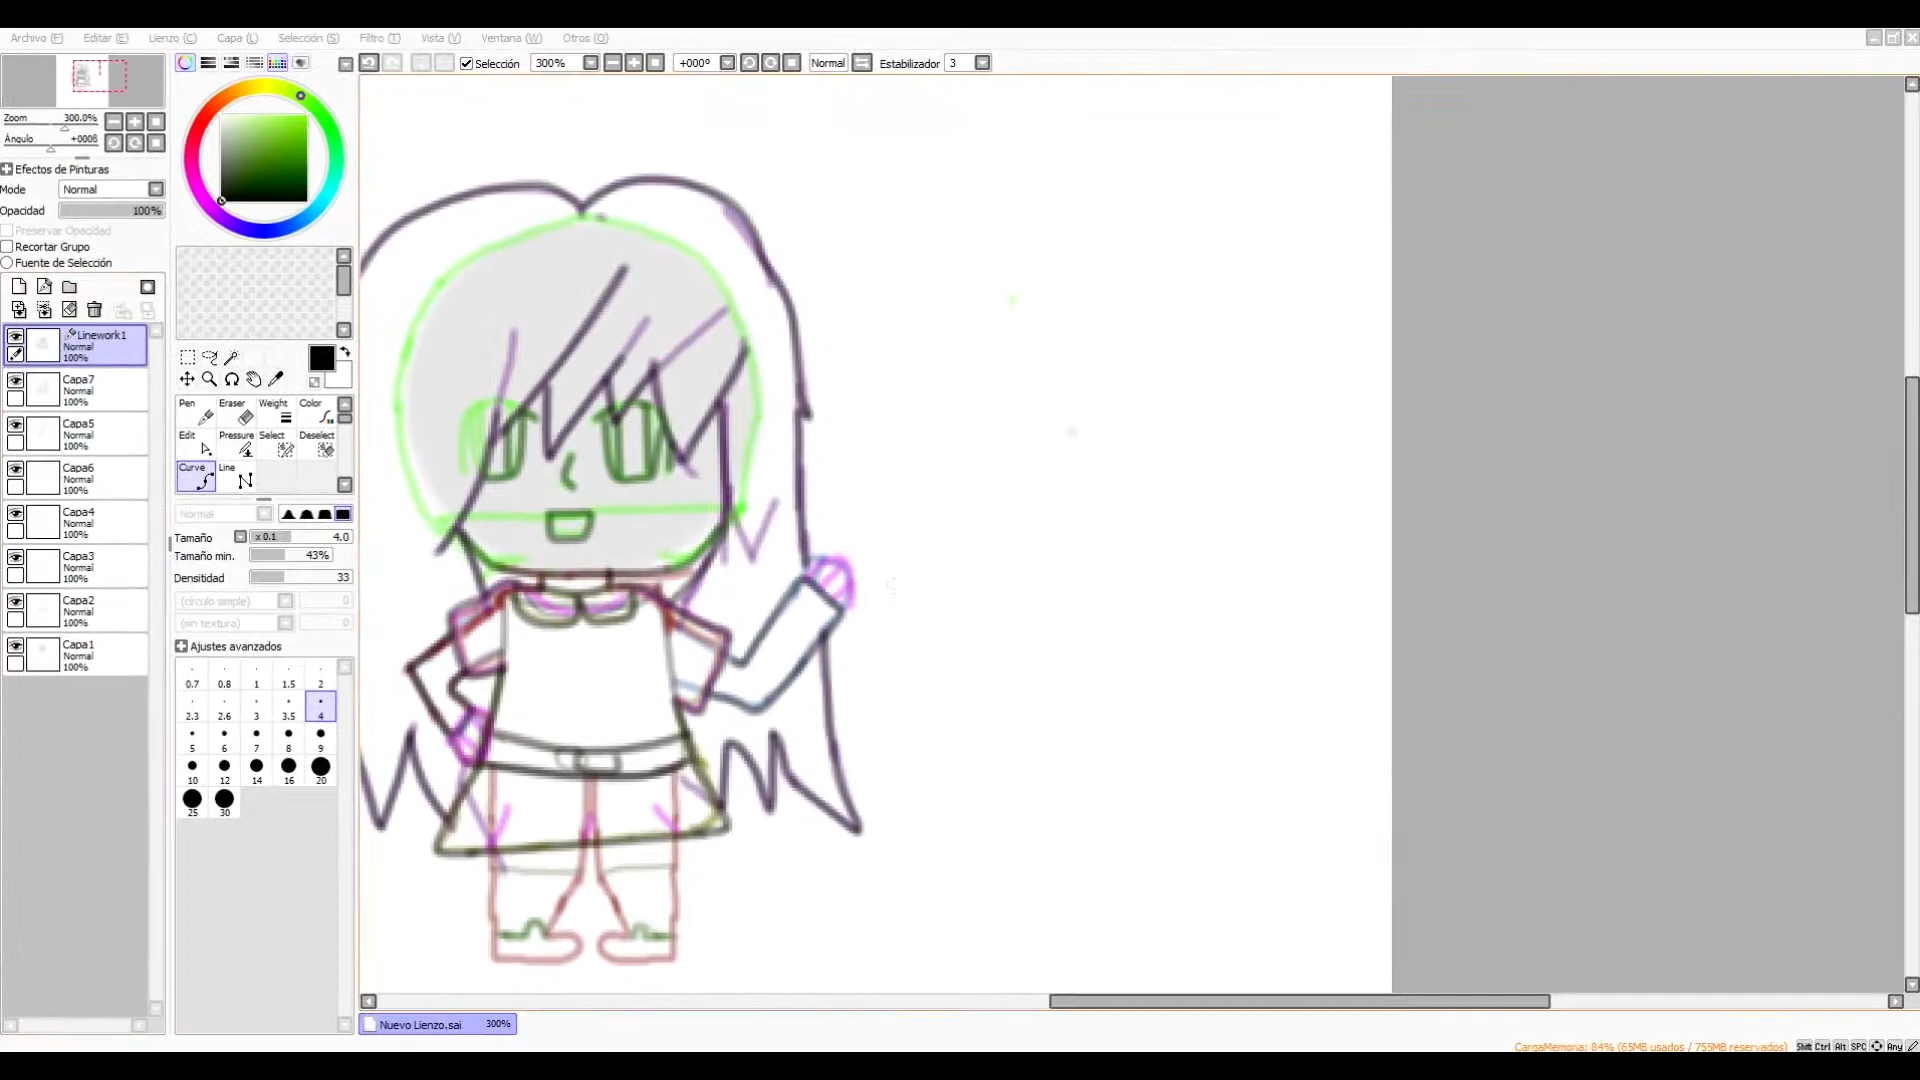 Archivo (F) Editar (E) Lienzo (C) Capa (L) Selección (S) Filtro (T) Vista (V) Ventana (W) Otros (O)
Selección 300% +000º Normal Estabilizador 3
Zoom 300.0%
Ángulo +000ß
Efectos de Pinturas
Mode Normal
Opacidad 100%
Preservar Opacidad
Recortar Grupo
Fuente de Selección
Linework1
Normal
100%
Capa7
Normal
100%
Capa5
Normal
100%
Capa6
Normal
100%
Capa4
Normal
100%
Capa3
Normal
100%
Capa2
Normal
100%
Capa1
Normal
100%
Pen Eraser Weight Color
Edit Pressure Select Deselect
Curve Line
Normal
Tamaño x 0.1 4.0
Tamaño min. 43%
Densitidad 33
(círculo simple) 0
(sin textura) 0
Ajustes avanzados
0.7 0.8 1 1.5 2
2.3 2.6 3 3.5 4
5 6 7 8 9
10 12 14 16 20
25 30
Nuevo Lienzo.sai 300%
CargaMemoria: 84% (65MB usados / 755MB reservados) Shift Ctrl Alt SPC Any